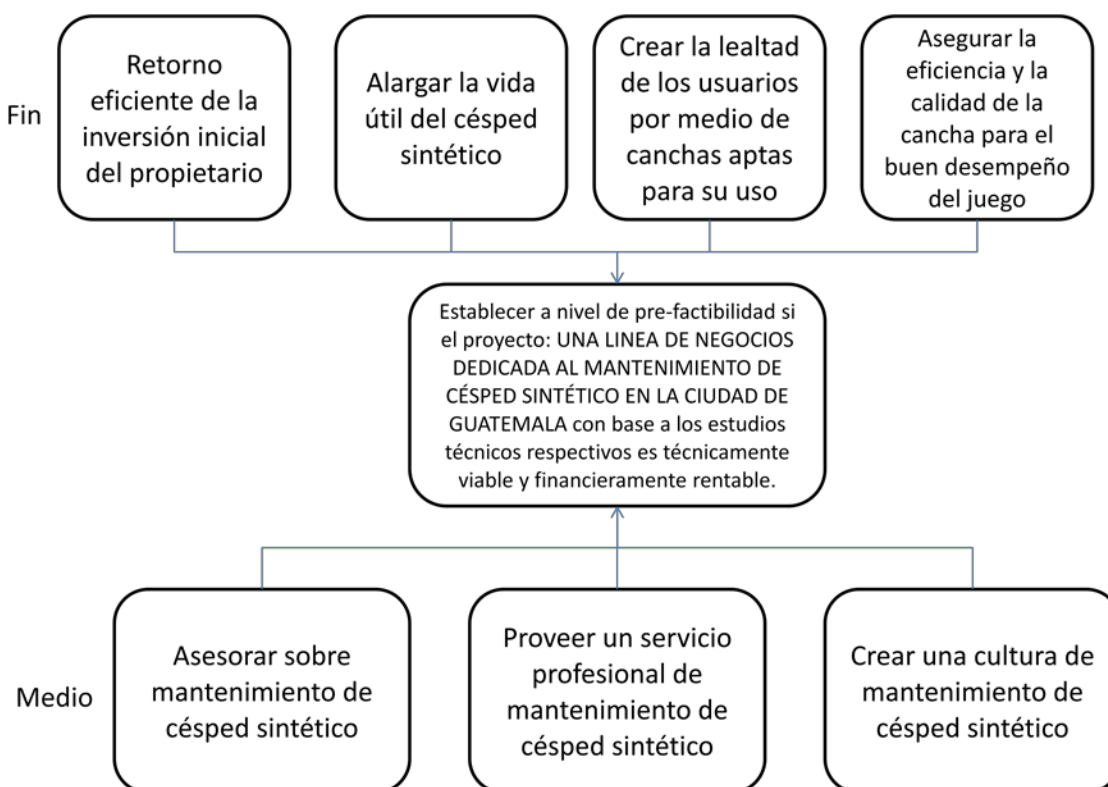 Fin
Retorno
eficiente de la
inversión inicial
del propietario
Alargar la vida
útil del césped
sintético
Crear la lealtad
de los usuarios
por medio de
canchas aptas
para su uso
Asegurar la
eficiencia y la
calidad de la
cancha para el
buen desempeño
del juego
Establecer a nivel de pre-factibilidad si
el proyecto: UNA LINEA DE NEGOCIOS
DEDICADA AL MANTENIMIENTO DE
CÉSPED SINTÉTICO EN LA CIUDAD DE
GUATEMALA con base a los estudios
técnicos respectivos es técnicamente
viable y financieramente rentable.
Medio
Asesorar sobre
mantenimiento de
césped sintético
Proveer un servicio
profesional de
mantenimiento de
césped sintético
Crear una cultura de
mantenimiento de
césped sintético